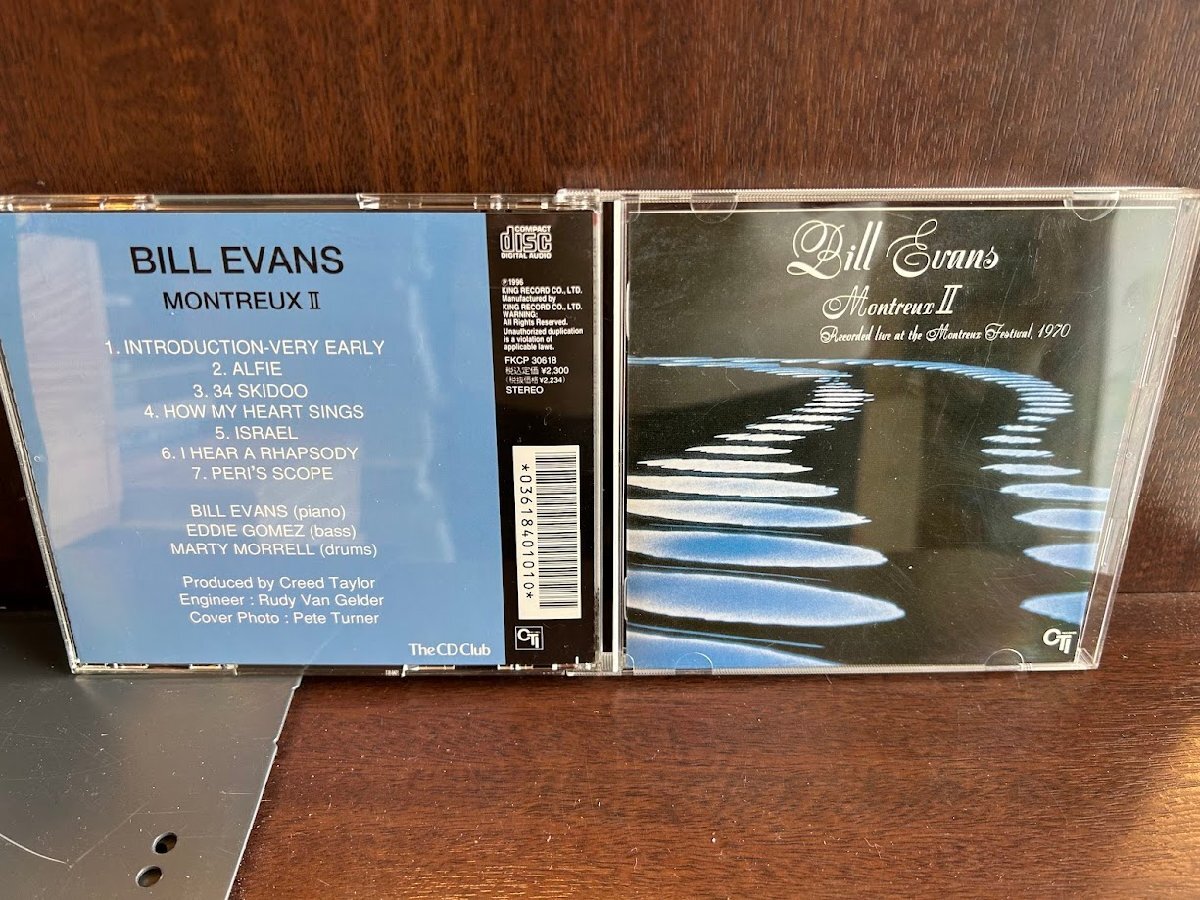 BILL EVANS
MONTREUX II
1. INTRODUCTION-VERY EARLY
2. ALFIE
3. 34 SKIDOO
4. HOW MY HEART SINGS
5. ISRAEL
6. I HEAR A RHAPSODY
7. PERI'S SCOPE
BILL EVANS (piano)
EDDIE GOMEZ (bass)
MARTY MORRELL (drums)
Produced by Creed Taylor
Engineer : Rudy Van Gelder
Cover Photo : Pete Turner
The CD Club
COMPACT
disc
DIGITAL AUDIO
℗1996
KING RECORD CO., LTD.
Manufactured by
KING RECORD CO., LTD.
WARNING:
All Rights Reserved.
Unauthorized duplication
is a violation of
applicable laws.
FKCP 30618
税込定価 ¥2,300
(税抜価格 ¥2,234)
STEREO
*03618401010*
CTI
Bill Evans
Montreux II
Recorded live at the Montreux Festival, 1970
CTI